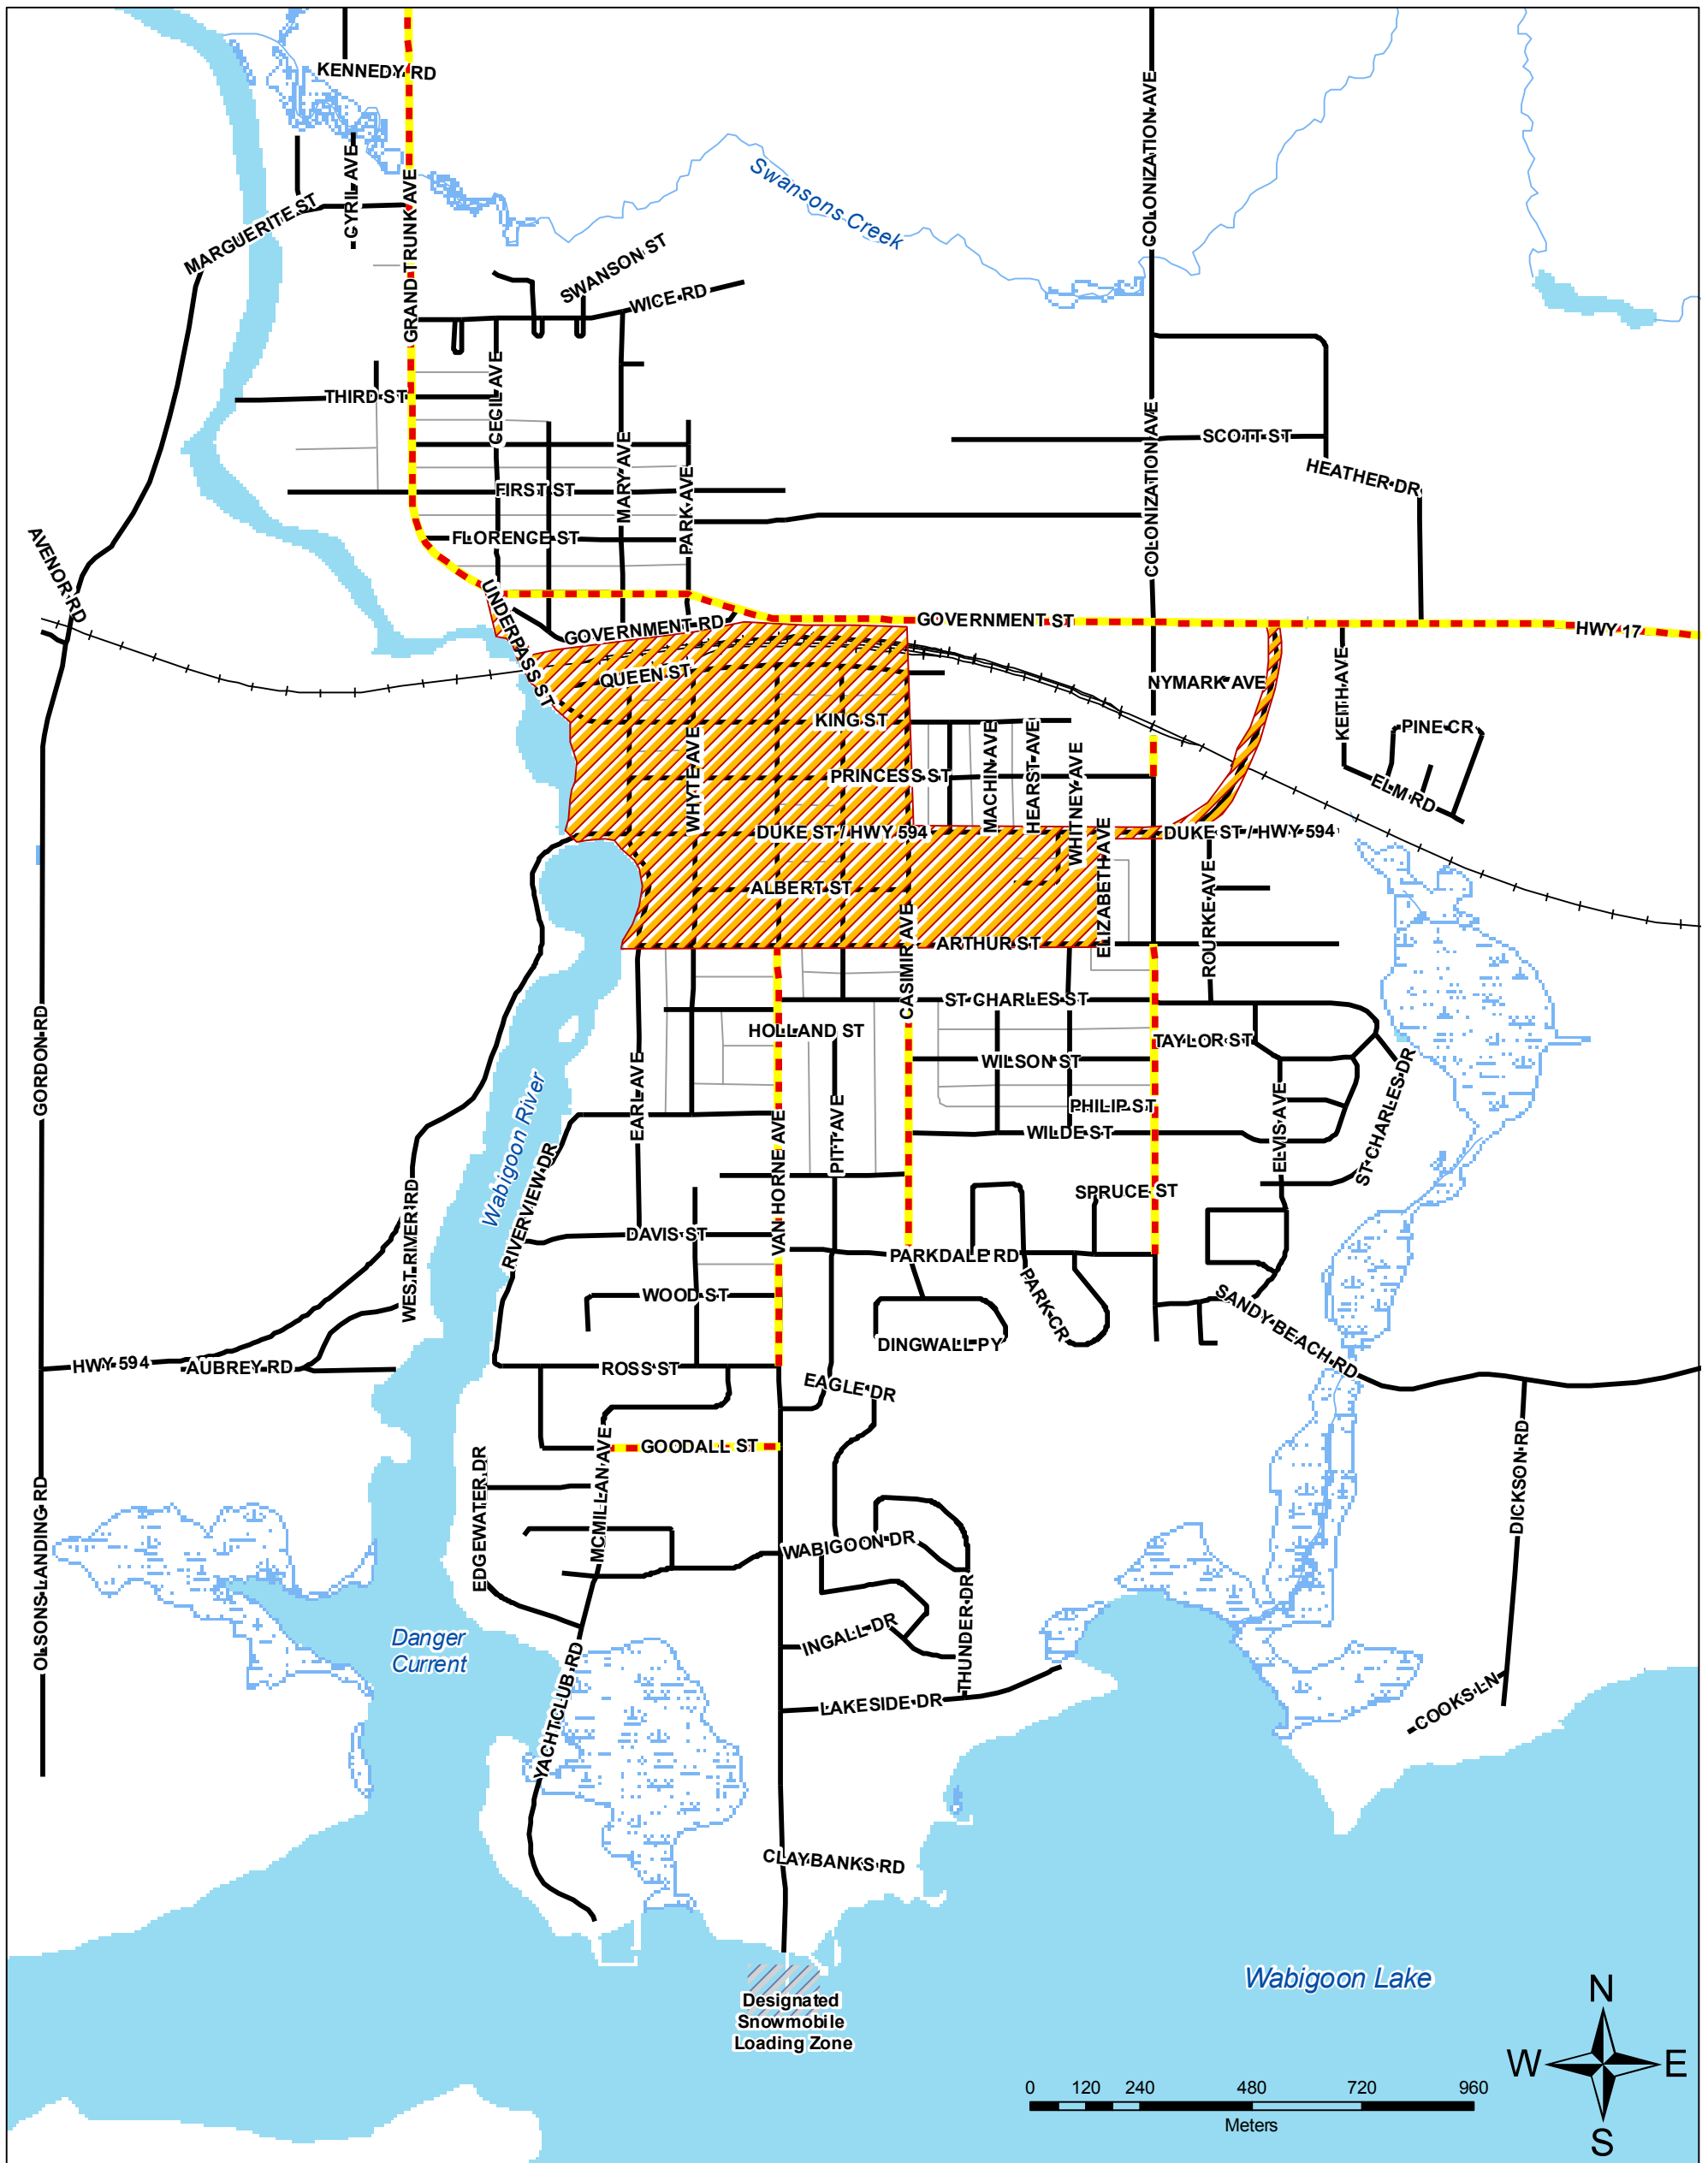 KENNEDY RD
COLONIZATION AVE
CYRIL AVE
GRAND TRUNK AVE
Swansons Creek
MARGUERITE ST
SWANSON ST
WICE RD
CECIL AVE
THIRD ST
COLONIZATION AVE
SCOTT ST
MARY AVE
PARK AVE
HEATHER DR
FIRST ST
FLORENCE ST
AVENOR RD
UNDERPASS ST
GOVERNMENT RD
GOVERNMENT ST
HWY 17
QUEEN ST
NYMARK AVE
KEITH AVE
KING ST
PINE CR
WHYTE AVE
MACHIN AVE
HEARST AVE
WHITNEY AVE
PRINCESS ST
ELM RD
DUKE ST / HWY 594
DUKE ST / HWY 594
ELIZABETH AVE
ALBERT ST
ROURKE AVE
CASIMIR AVE
ARTHUR ST
GORDON RD
ST CHARLES ST
HOLLAND ST
TAYLOR ST
WILSON ST
EARL AVE
Wabigoon River
PITT AVE
PHILIP ST
ELVIS AVE
ST CHARLES DR
WILDE ST
VAN HORNE AVE
RIVERVIEW DR
WEST RIVER RD
SPRUCE ST
DAVIS ST
PARKDALE RD
PARK CR
WOOD ST
SANDY BEACH RD
DINGWALL PY
HWY 594
AUBREY RD
ROSS ST
EAGLE DR
GOODALL ST
MCMILLAN AVE
EDGEWATER DR
DICKSON RD
OLSONS LANDING RD
WABIGOON DR
THUNDER DR
INGALL DR
Danger
Current
YACHTCLUB RD
LAKESIDE DR
COOKS LN
CLAYBANKS RD
Wabigoon Lake
Designated
Snowmobile
Loading Zone
N
W
E
S
0 120 240 480 720 960
Meters